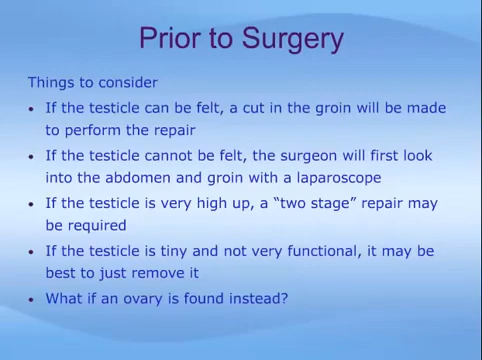 Prior to Surgery
Things to consider
• If the testicle can be felt, a cut in the groin will be made
to perform the repair
• If the testicle cannot be felt, the surgeon will first look
into the abdomen and groin with a laparoscope
• If the testicle is very high up, a “two stage” repair may
be required
• If the testicle is tiny and not very functional, it may be
best to just remove it
• What if an ovary is found instead?